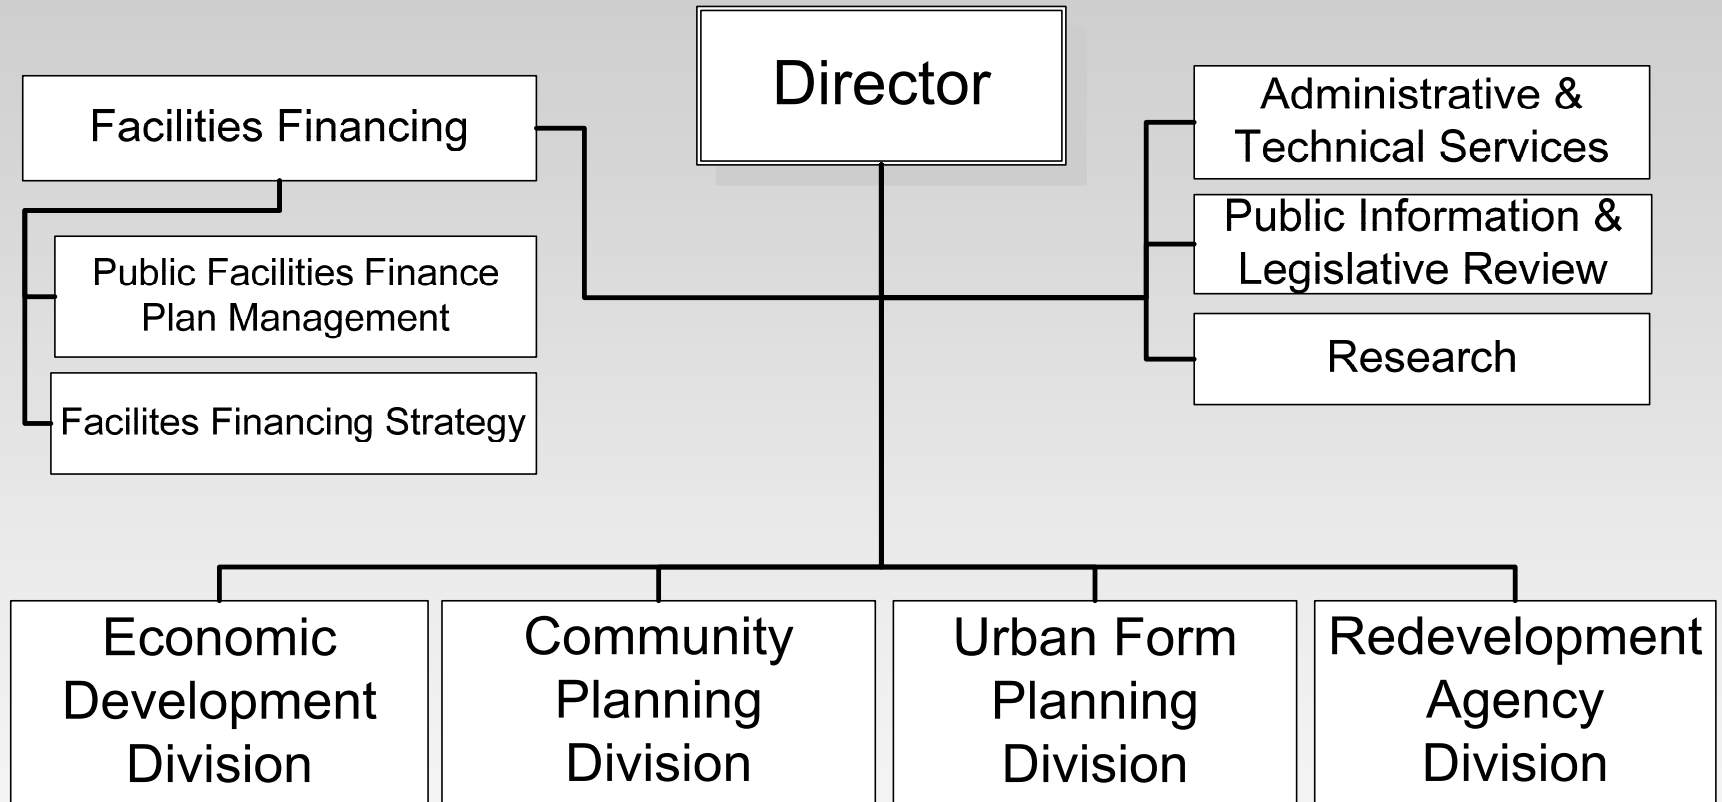 Director
Facilities Financing
Public Facilities Finance
Plan Management
Facilites Financing Strategy
Administrative &
Technical Services
Public Information &
Legislative Review
Research
Economic
Development
Division
Community
Planning
Division
Urban Form
Planning
Division
Redevelopment
Agency
Division